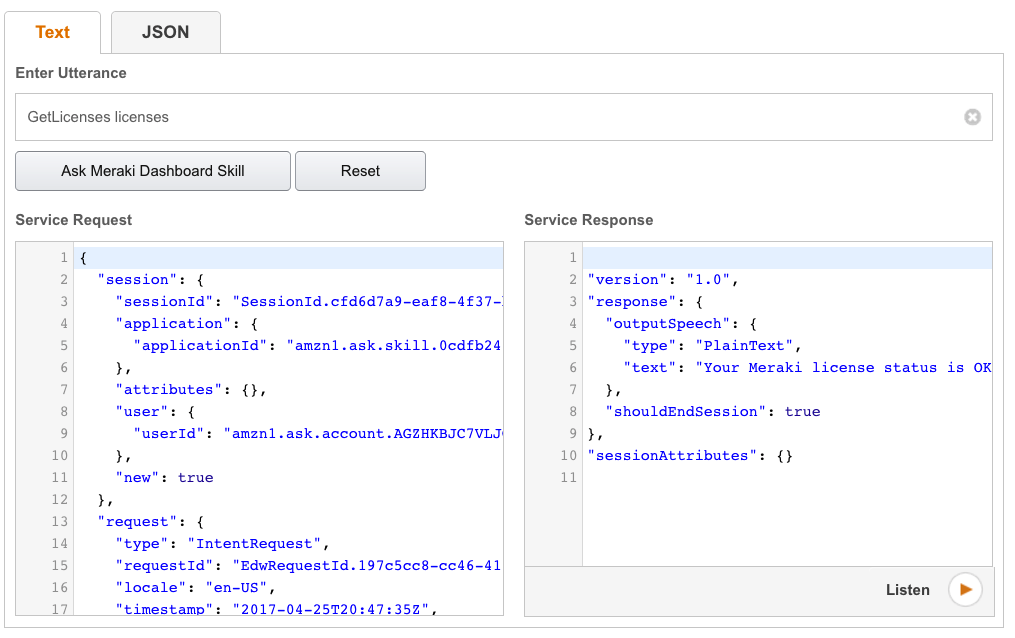 Text JSON
Enter Utterance
GetLicenses licenses
Ask Meraki Dashboard Skill Reset
Service Request
1 {
2 "session": {
3 "sessionId": "SessionId.cfd6d7a9-eaf8-4f37-
4 "application": {
5 "applicationId": "amzn1.ask.skill.0cdfb24
6 },
7 "attributes": {},
8 "user": {
9 "userId": "amzn1.ask.account.AGZHKBJC7VLJ
10 },
11 "new": true
12 },
13 "request": {
14 "type": "IntentRequest",
15 "requestId": "EdwRequestId.197c5cc8-cc46-41
16 "locale": "en-US",
17 "timestamp": "2017-04-25T20:47:35Z",
Service Response
1
2 "version": "1.0",
3 "response": {
4 "outputSpeech": {
5 "type": "PlainText",
6 "text": "Your Meraki license status is OK
7 },
8 "shouldEndSession": true
9 },
10 "sessionAttributes": {}
11
Listen